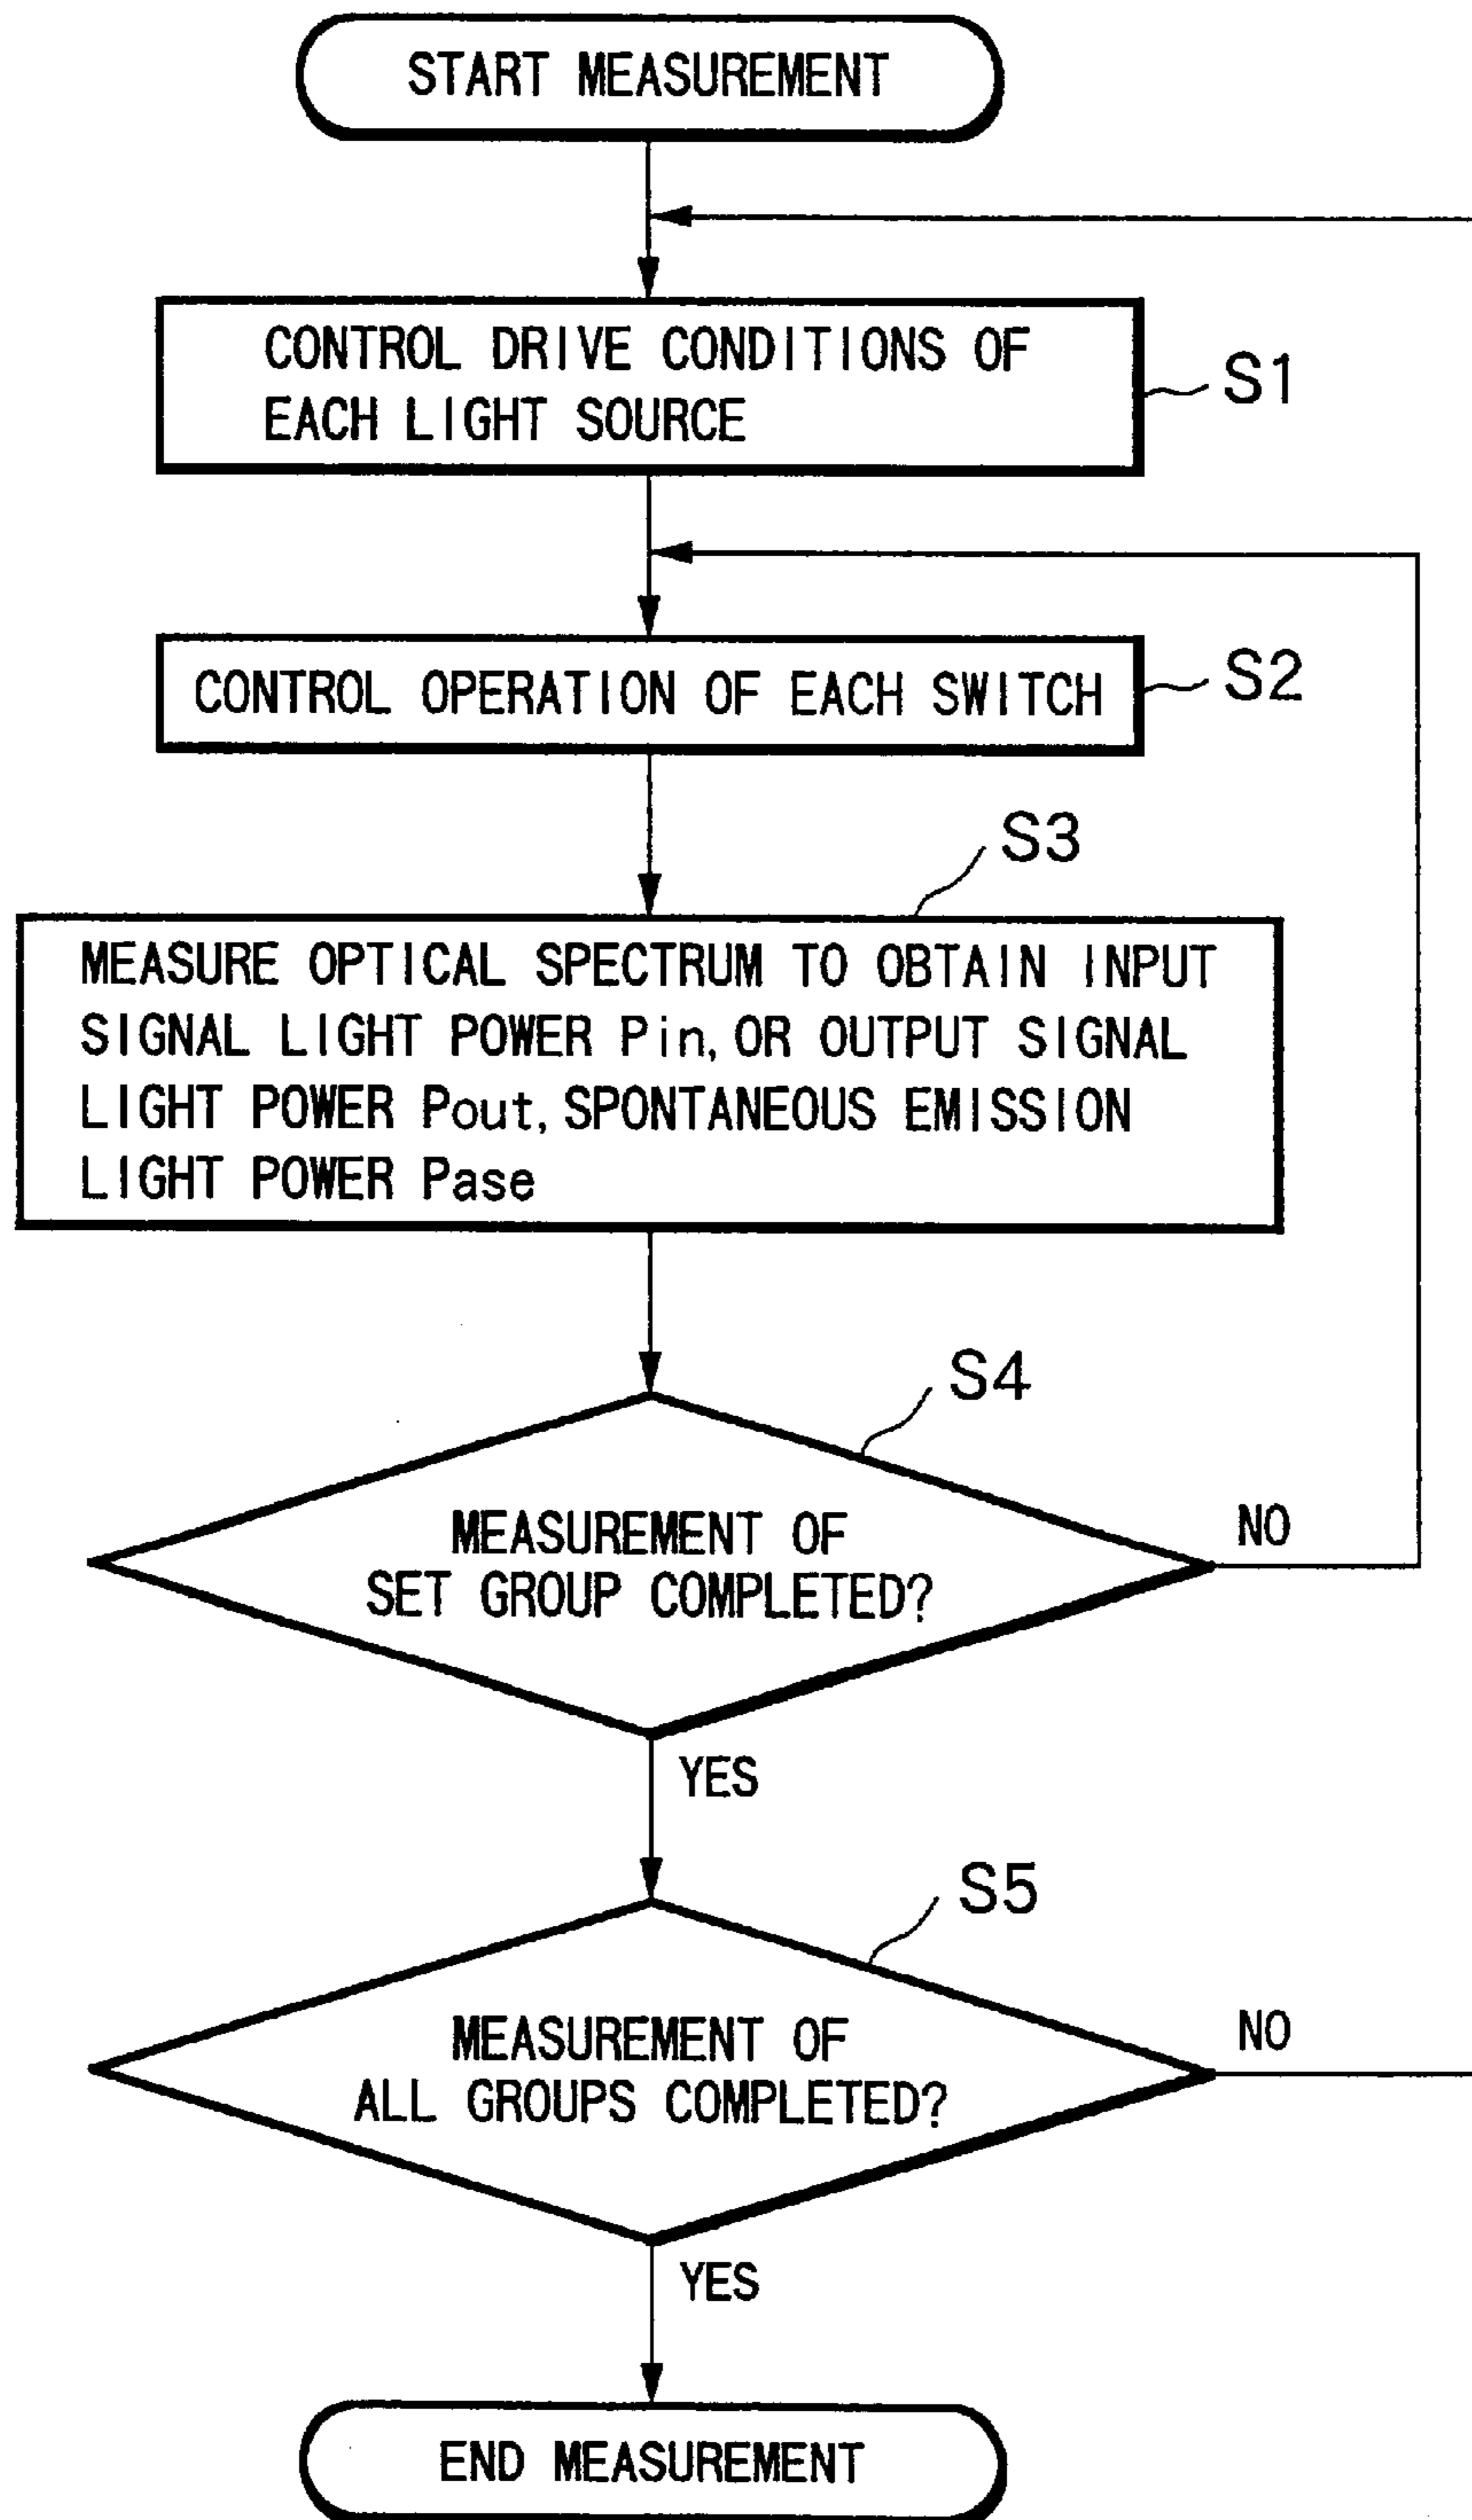 START MEASUREMENT
CONTROL DRIVE CONDITIONS OF
EACH LIGHT SOURCE
S1
CONTROL OPERATION OF EACH SWITCH
S2
S3
MEASURE OPTICAL SPECTRUM TO OBTAIN INPUT
SIGNAL LIGHT POWER Pin, OR OUTPUT SIGNAL
LIGHT POWER Pout, SPONTANEOUS EMISSION
LIGHT POWER Pase
S4
MEASUREMENT OF
SET GROUP COMPLETED?
NO
YES
S5
MEASUREMENT OF
ALL GROUPS COMPLETED?
NO
YES
END MEASUREMENT